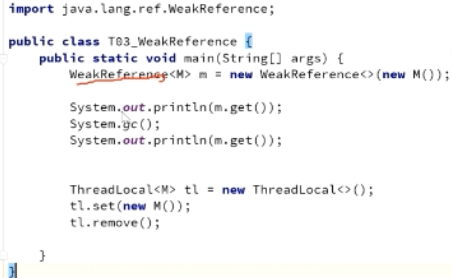 import java.lang.ref.WeakReference;
public class T03_WeakReference {
public static void main(String[] args) {
WeakReference<M> m = new WeakReference<>(new M());
System.out.println(m.get());
System.gc();
System.out.println(m.get());
ThreadLocal<M> tl = new ThreadLocal<>();
tl.set(new M());
tl.remove();
}
}